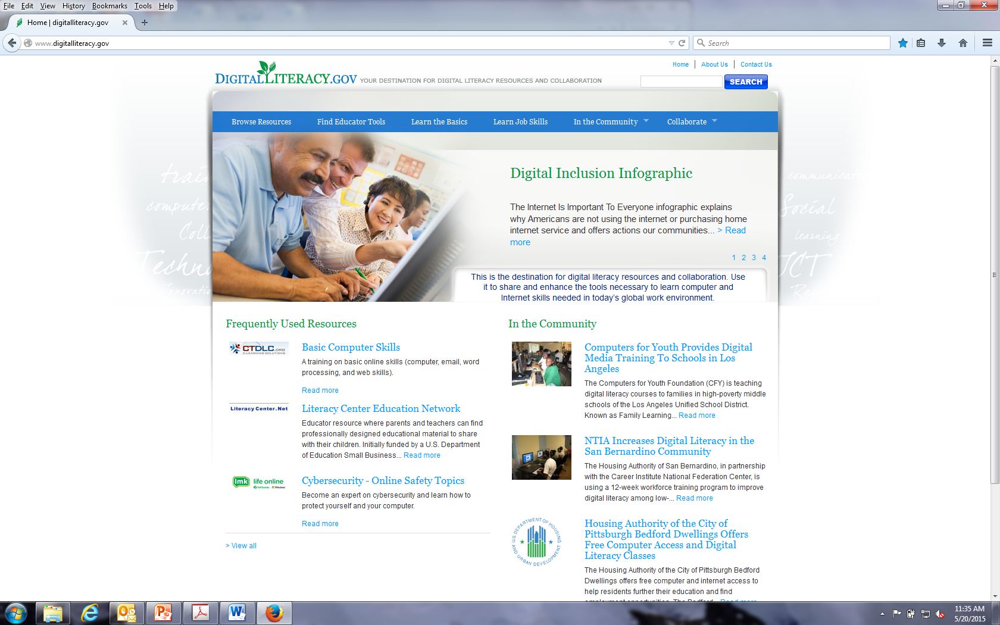 File Edit View History Bookmarks Tools Help
Home | digitalliteracy.gov
www.digitalliteracy.gov
Search
Home | About Us | Contact Us
DIGITALLITERACY.GOV YOUR DESTINATION FOR DIGITAL LITERACY RESOURCES AND COLLABORATION
SEARCH
Browse Resources Find Educator Tools Learn the Basics Learn Job Skills In the Community Collaborate
Digital Inclusion Infographic
The Internet Is Important To Everyone infographic explains
why Americans are not using the internet or purchasing home
internet service and offers actions our communities... > Read
more
1 2 3 4
This is the destination for digital literacy resources and collaboration. Use
it to share and enhance the tools necessary to learn computer and
Internet skills needed in today's global work environment.
Social
learning
ICT
Frequently Used Resources
CTDLC.ORG
E-LEARNING SOLUTIONS
Basic Computer Skills
A training on basic online skills (computer, email, word
processing, and web skills).
Read more
Literacy Center.Net
Literacy Center Education Network
Educator resource where parents and teachers can find
professionally designed educational material to share
with their children. Initially funded by a U.S. Department
of Education Small Business... Read more
lmk life online
Cybersecurity - Online Safety Topics
Become an expert on cybersecurity and learn how to
protect yourself and your computer.
Read more
> View all
In the Community
Computers for Youth Provides Digital
Media Training To Schools in Los
Angeles
The Computers for Youth Foundation (CFY) is teaching
digital literacy courses to families in high-poverty middle
schools of the Los Angeles Unified School District.
Known as Family Learning... Read more
NTIA Increases Digital Literacy in the
San Bernardino Community
The Housing Authority of San Bernardino, in partnership
with the Career Institute National Federation Center, is
using a 12-week workforce training program to improve
digital literacy among low-... Read more
U.S. DEPARTMENT OF HOUSING AND URBAN DEVELOPMENT
Housing Authority of the City of
Pittsburgh Bedford Dwellings Offers
Free Computer Access and Digital
Literacy Classes
The Housing Authority of the City of Pittsburgh Bedford
Dwellings offers free computer and internet access to
help residents further their education and find
employment opportunities. The Bedford... Read more
11:35 AM
5/20/2015